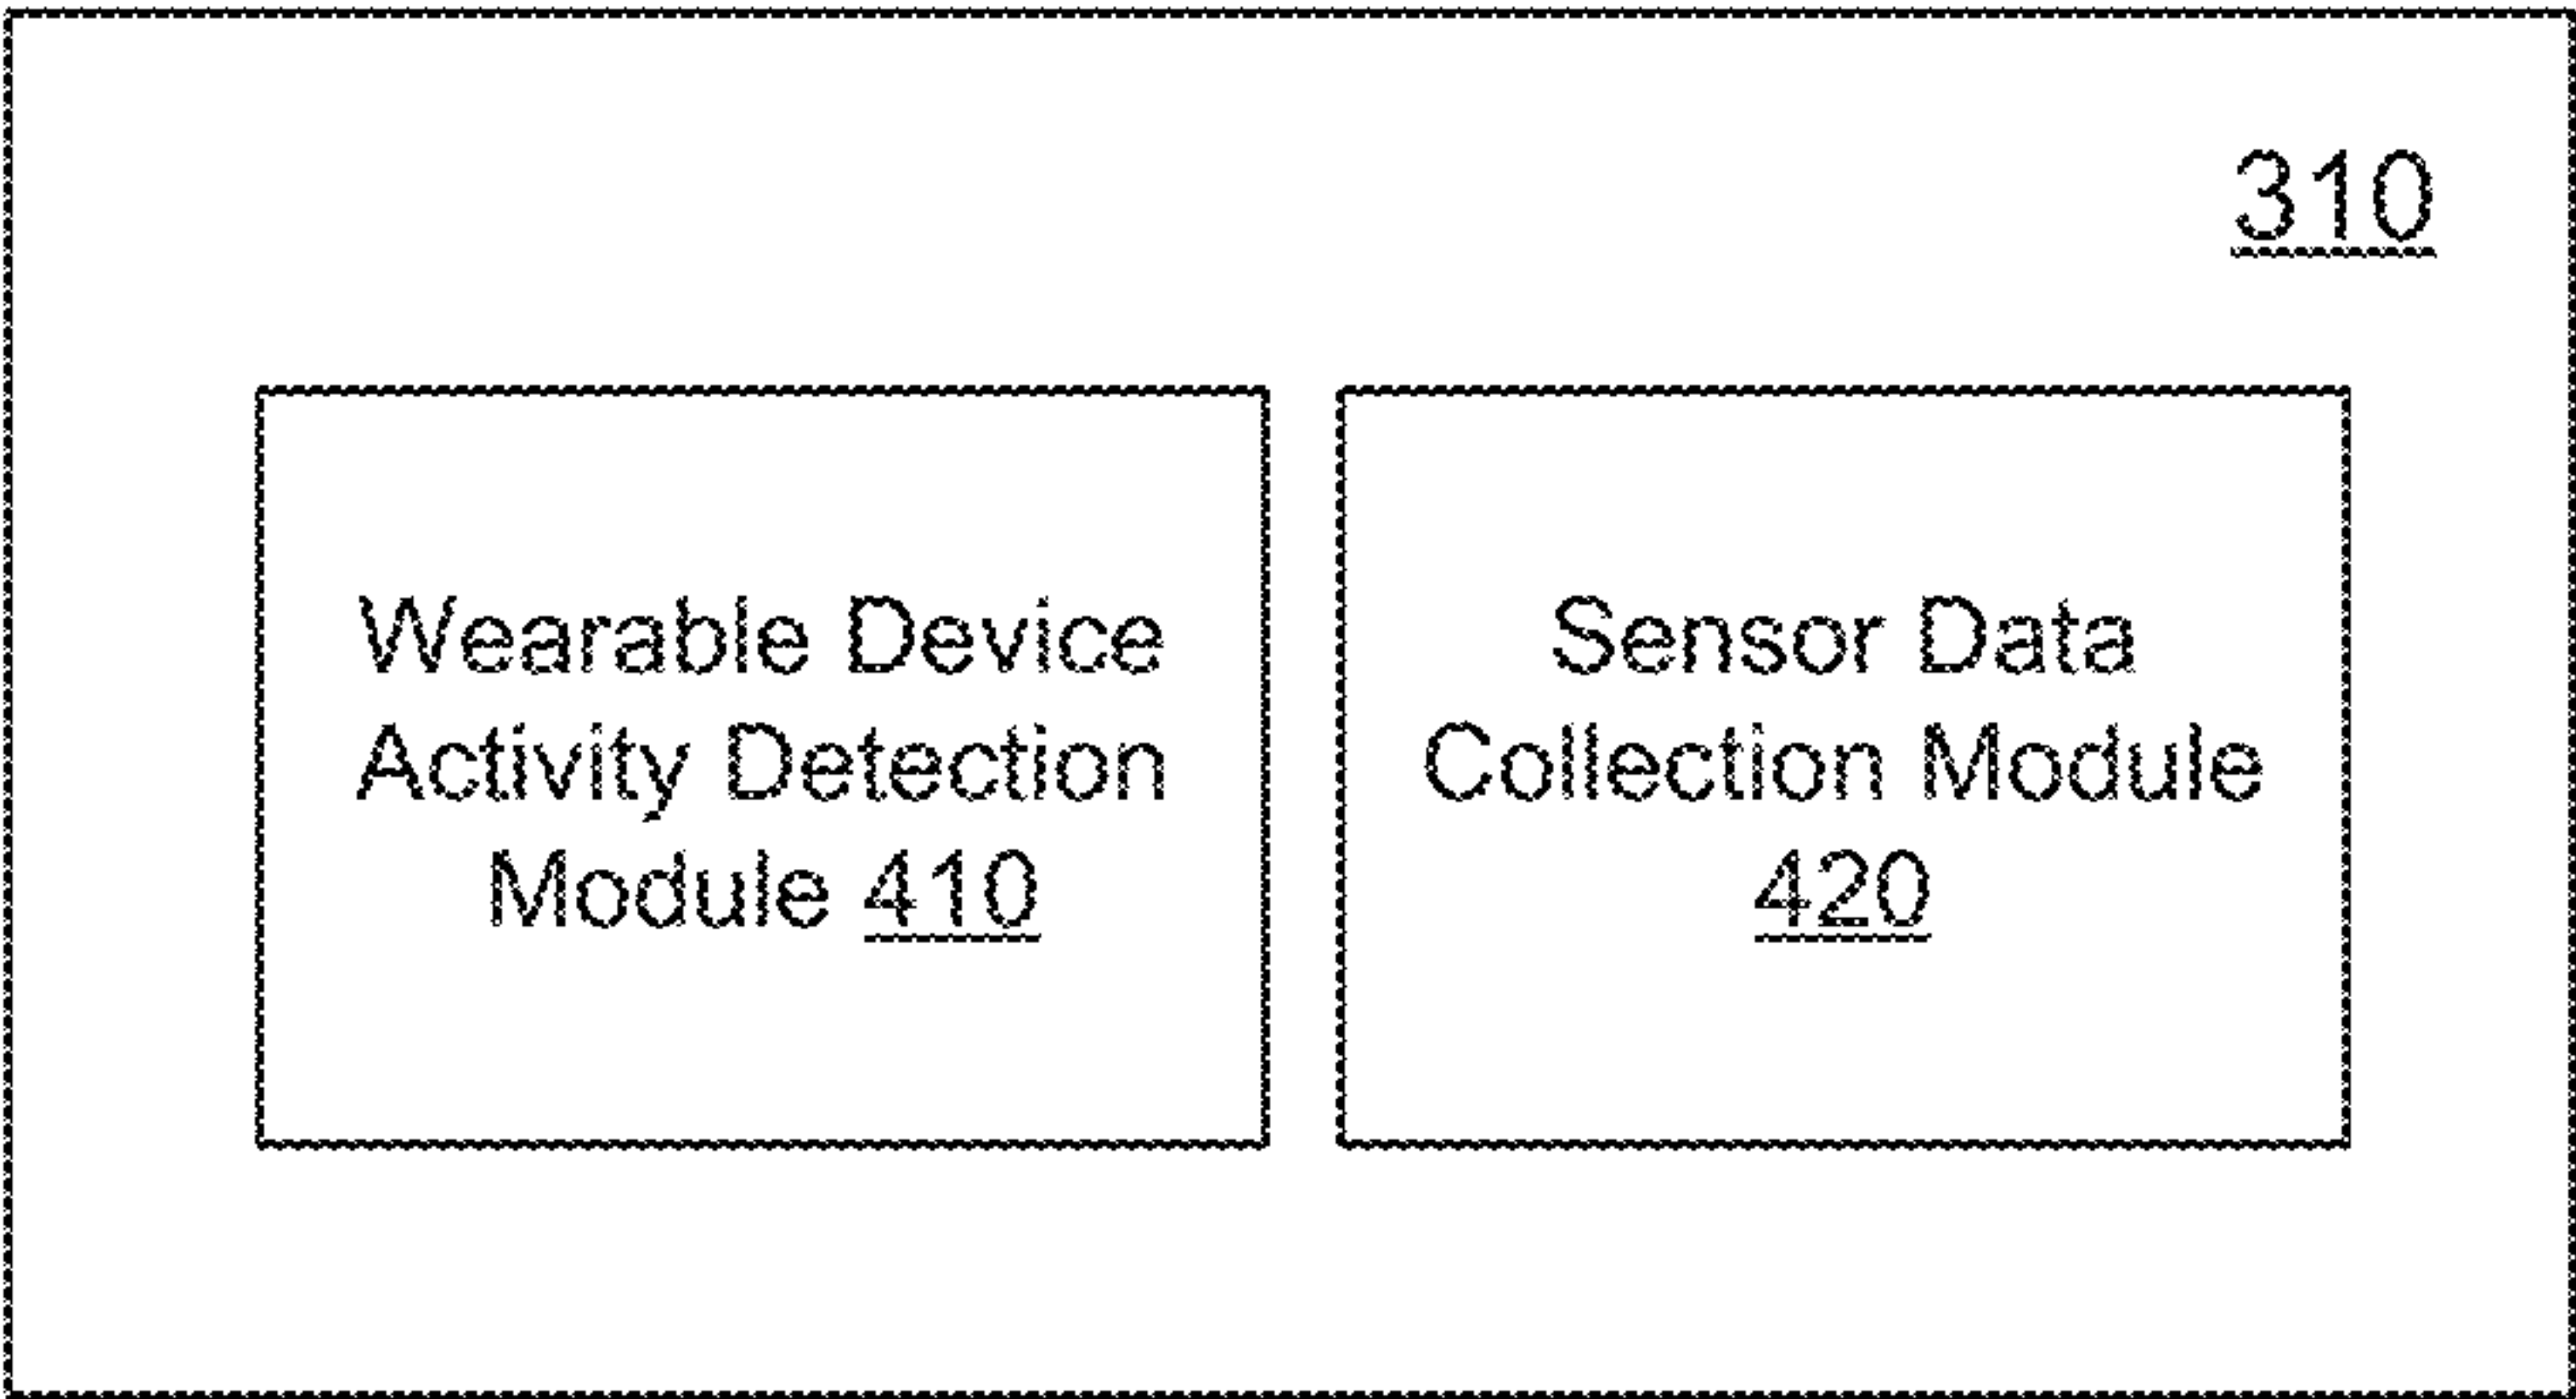 310
Wearable Device
Activity Detection
Module 410
Sensor Data
Collection Module
420